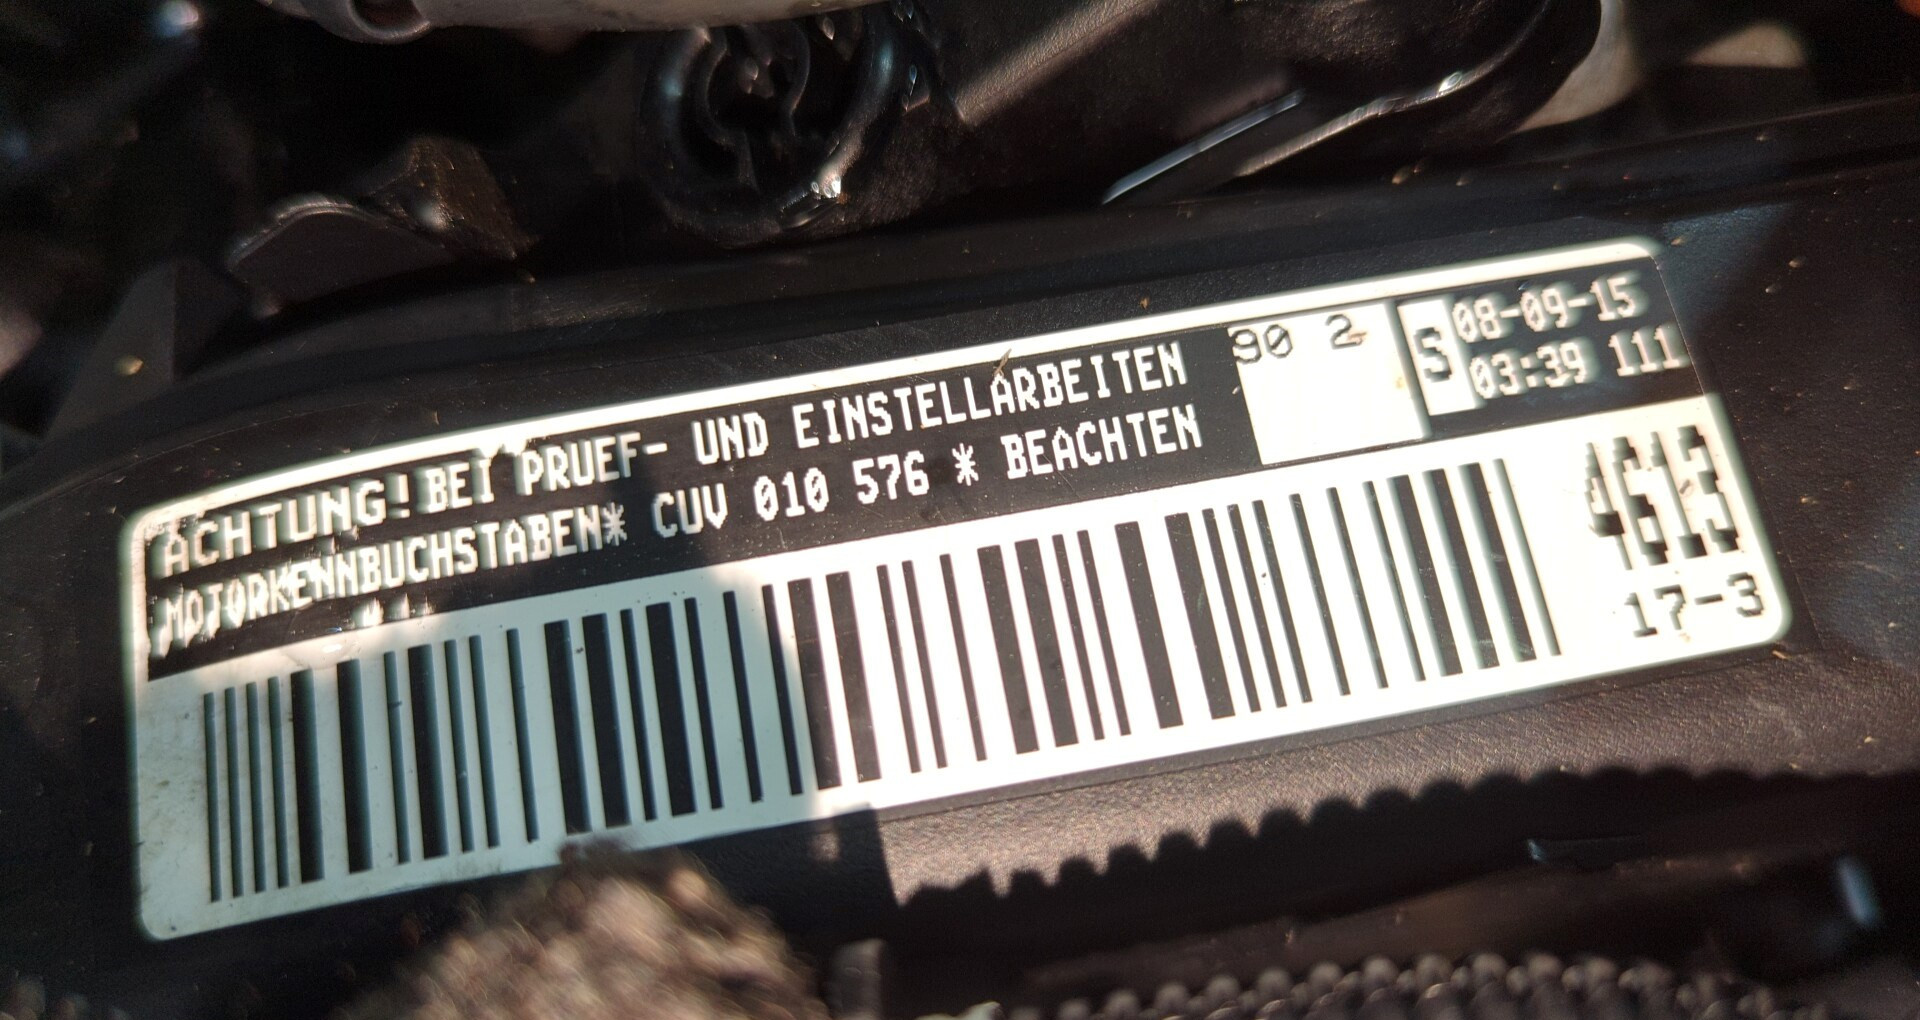 ACHTUNG! BEI PRUEF- UND EINSTELLARBEITEN
MOTORKENNBUCHSTABEN* CUV 010 576 * BEACHTEN
90 2
S
08-09-15
03:39 111
4613
17-3